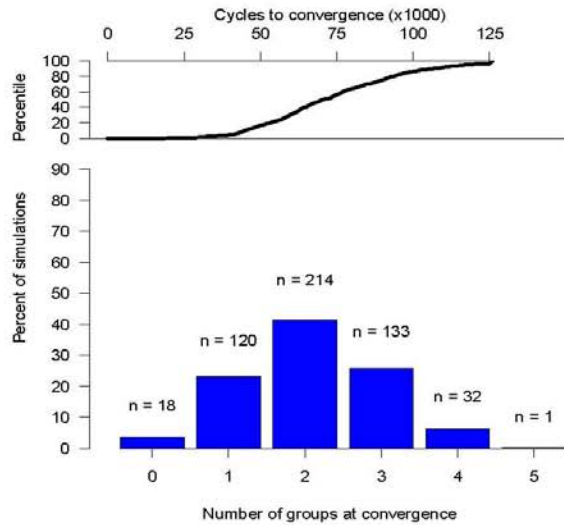 Cycles to convergence (x1000)
0 25 50 75 100 125
Percentile
100
80
60
40
20
0
Percent of simulations
90
80
70
60
50
40
30
20
10
0
n = 18
n = 120
n = 214
n = 133
n = 32
n = 1
0 1 2 3 4 5
Number of groups at convergence